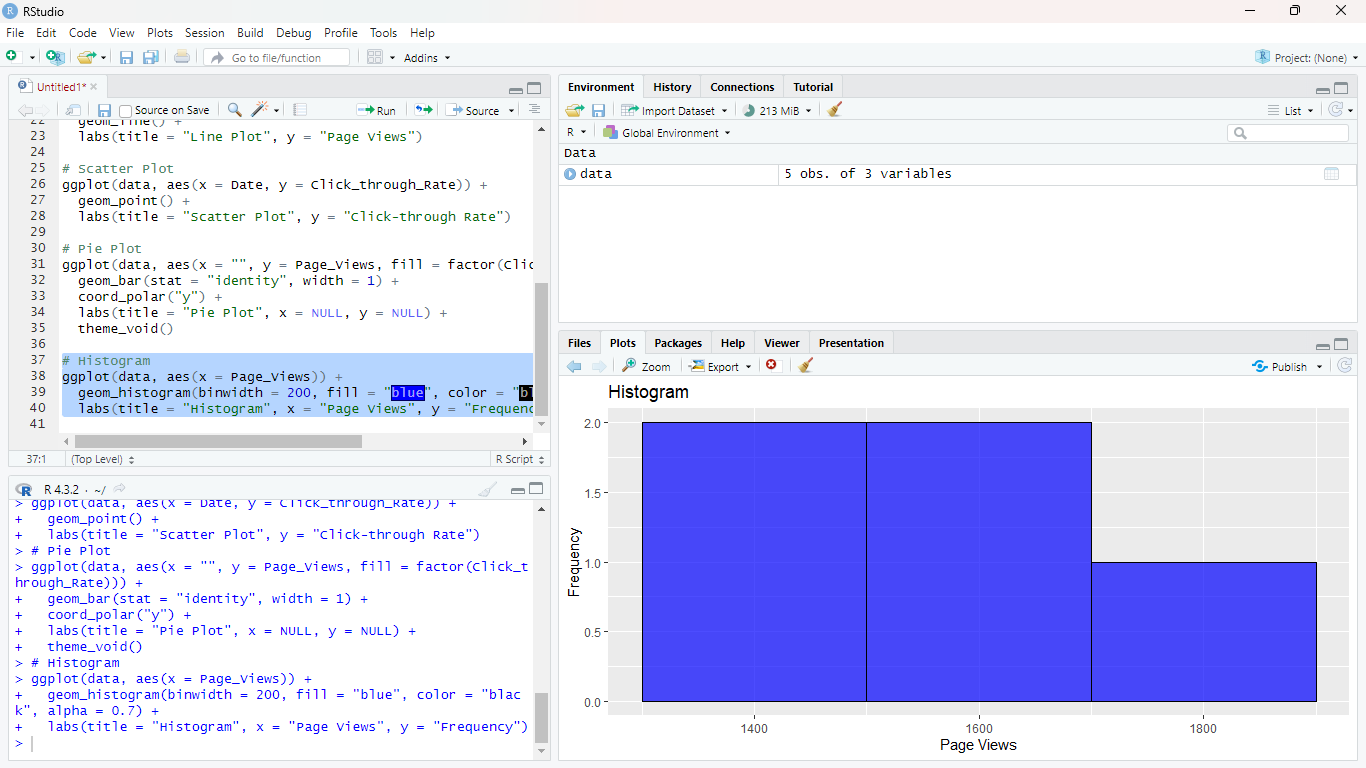 RStudio
File Edit Code View Plots Session Build Debug Profile Tools Help
Go to file/function Addins Project: (None)
Untitled1*
Source on Save Run Source
23 labs(title = "Line Plot", y = "Page Views")
24
25 # Scatter Plot
26 ggplot(data, aes(x = Date, y = Click_through_Rate)) +
27 geom_point() +
28 labs(title = "Scatter Plot", y = "Click-through Rate")
29
30 # Pie Plot
31 ggplot(data, aes(x = "", y = Page_Views, fill = factor(Clic
32 geom_bar(stat = "identity", width = 1) +
33 coord_polar("y") +
34 labs(title = "Pie Plot", x = NULL, y = NULL) +
35 theme_void()
36
37 # Histogram
38 ggplot(data, aes(x = Page_Views)) +
39 geom_histogram(binwidth = 200, fill = "blue", color = "bl
40 labs(title = "Histogram", x = "Page Views", y = "Frequenc
41
37:1 (Top Level) R Script
R 4.3.2 · ~/
> ggplot(data, aes(x = Date, y = Click_through_Rate)) +
+ geom_point() +
+ labs(title = "Scatter Plot", y = "Click-through Rate")
> # Pie Plot
> ggplot(data, aes(x = "", y = Page_Views, fill = factor(Click_t
hrough_Rate))) +
+ geom_bar(stat = "identity", width = 1) +
+ coord_polar("y") +
+ labs(title = "Pie Plot", x = NULL, y = NULL) +
+ theme_void()
> # Histogram
> ggplot(data, aes(x = Page_Views)) +
+ geom_histogram(binwidth = 200, fill = "blue", color = "blac
k", alpha = 0.7) +
+ labs(title = "Histogram", x = "Page Views", y = "Frequency")
>
Environment History Connections Tutorial
Import Dataset 213 MiB List
R Global Environment
Data
data 5 obs. of 3 variables
Files Plots Packages Help Viewer Presentation
Zoom Export Publish
Histogram
2.0
1.5
1.0
0.5
0.0
Frequency
1400 1600 1800
Page Views